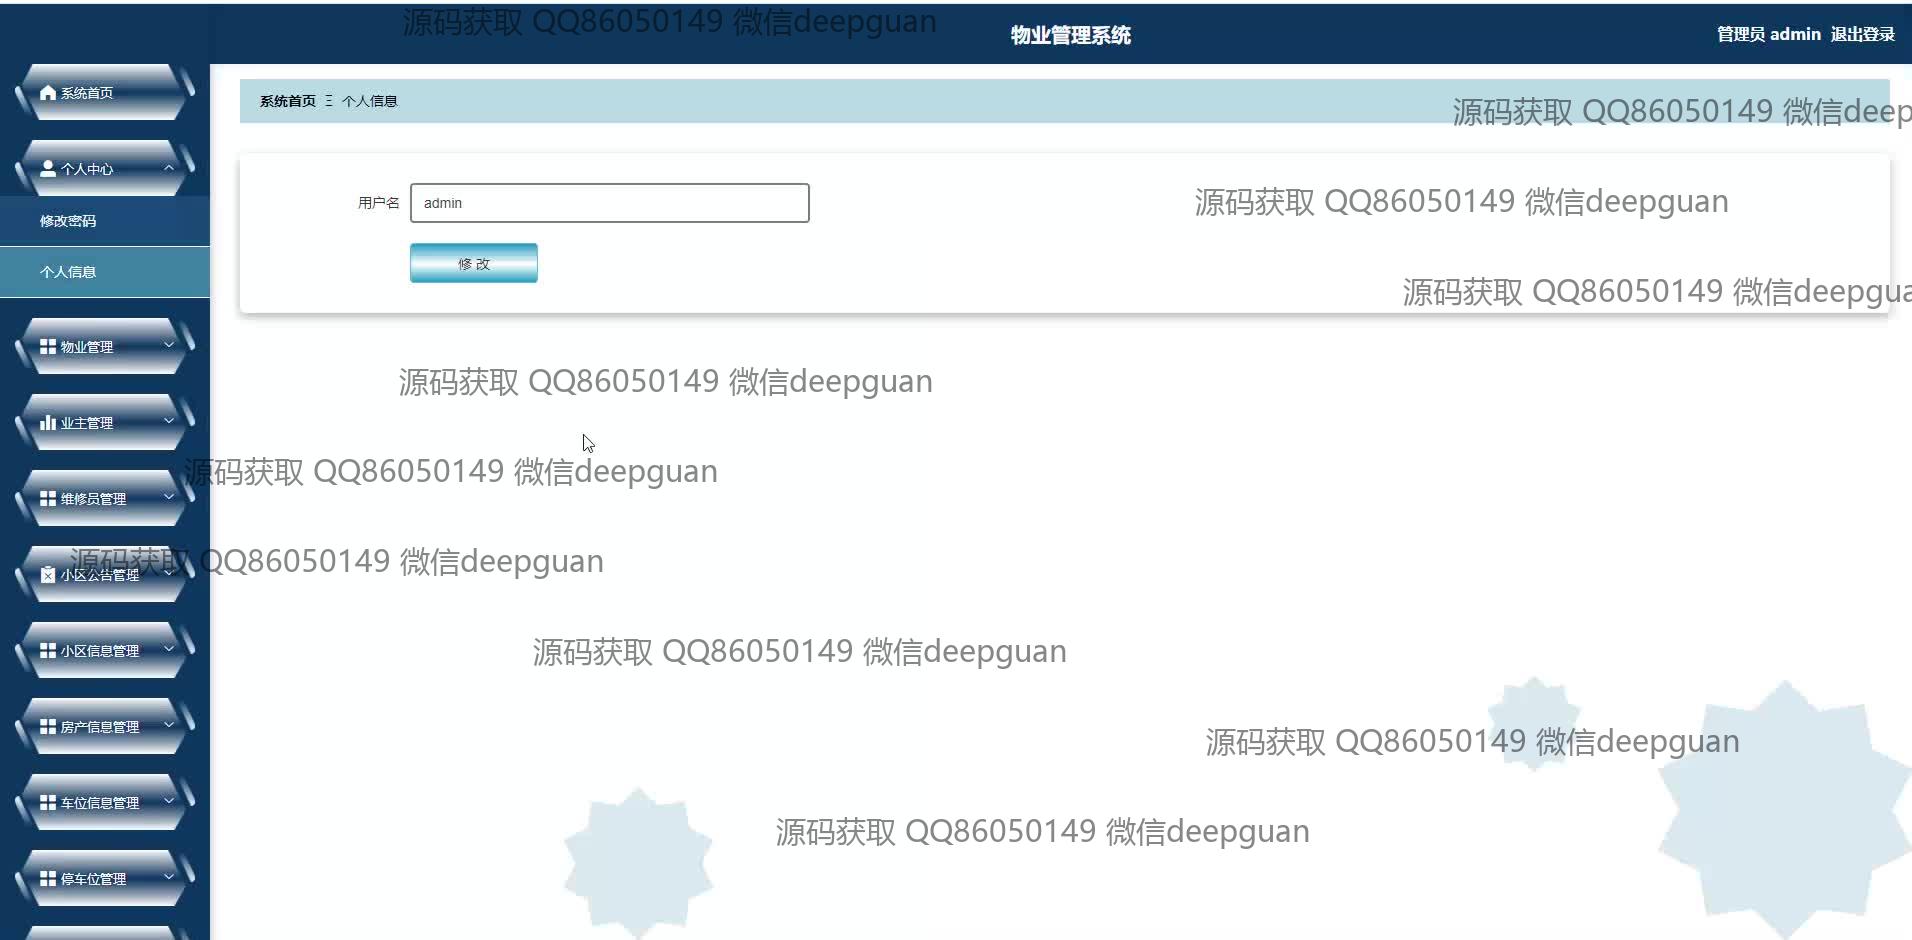 源码获取 QQ86050149 微信deepguan
物业管理系统
管理员 admin 退出登录
系统首页
系统首页 Ξ 个人信息
源码获取 QQ86050149 微信deep
个人中心
用户名 admin
源码获取 QQ86050149 微信deepguan
修改密码
修 改
个人信息
源码获取 QQ86050149 微信deepgua
物业管理
源码获取 QQ86050149 微信deepguan
业主管理
源码获取 QQ86050149 微信deepguan
维修员管理
源码获取 QQ86050149 微信deepguan
小区公告管理
小区信息管理
源码获取 QQ86050149 微信deepguan
房产信息管理
源码获取 QQ86050149 微信deepguan
车位信息管理
源码获取 QQ86050149 微信deepguan
停车位管理